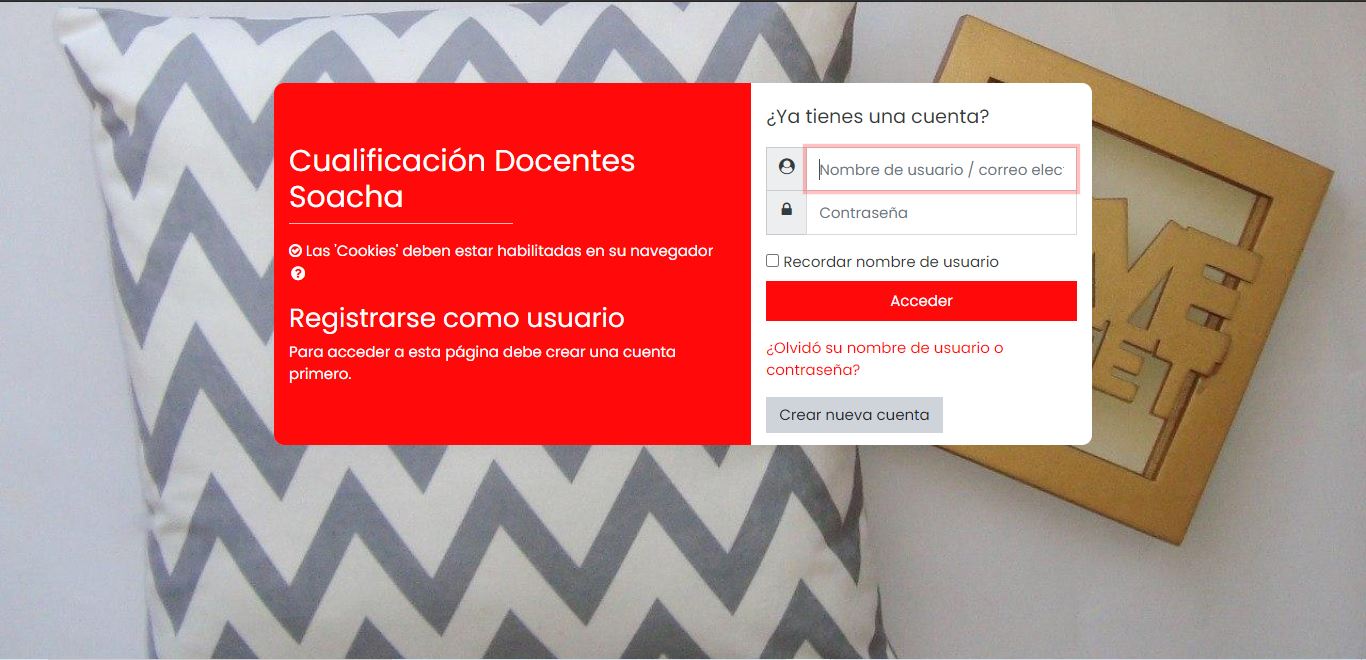 Cualificación Docentes
Soacha
Las 'Cookies' deben estar habilitadas en su navegador
?
Registrarse como usuario
Para acceder a esta página debe crear una cuenta
primero.
¿Ya tienes una cuenta?
Nombre de usuario / correo elec
Contraseña
Recordar nombre de usuario
Acceder
¿Olvidó su nombre de usuario o
contraseña?
Crear nueva cuenta